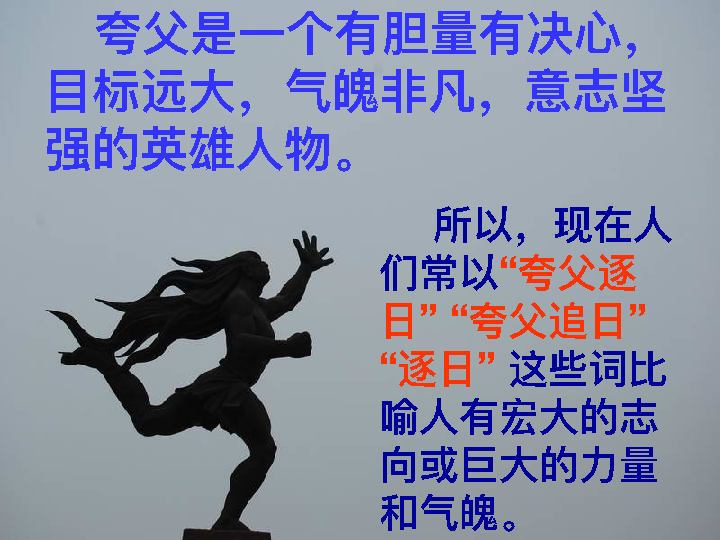 夸父是一个有胆量有决心，
目标远大，气魄非凡，意志坚
强的英雄人物。
所以，现在人
们常以“夸父逐
日” “夸父追日”
“逐日” 这些词比
喻人有宏大的志
向或巨大的力量
和气魄。